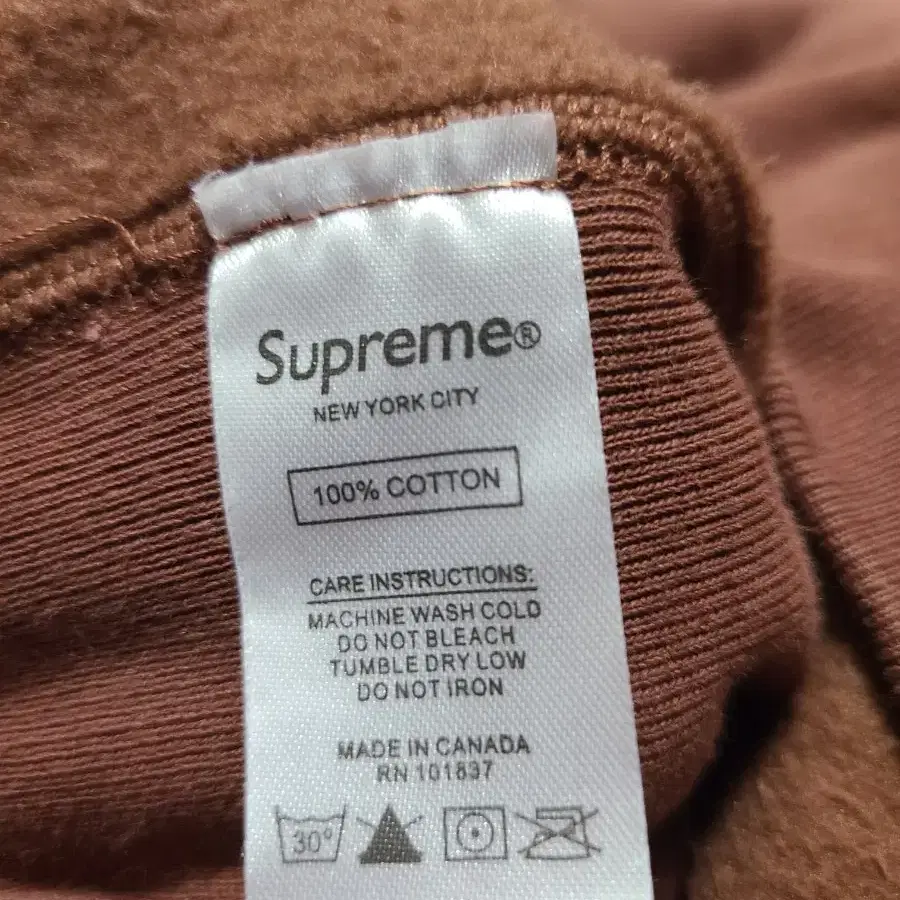 Supreme®
NEW YORK CITY
100% COTTON
CARE INSTRUCTIONS:
MACHINE WASH COLD
DO NOT BLEACH
TUMBLE DRY LOW
DO NOT IRON
MADE IN CANADA
RN 101837
30°